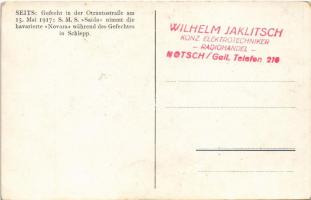 SEITS: Gefecht in der Otrantostraße am
15. Mai 1917: S. M. S. »Saida« nimmt die
havarierte »Novara« während des Gefechtes
in Schlepp.
WILHELM JAKLITSCH
KONZ. ELEKTROTECHNIKER
– RADIOHANDEL –
NÖTSCH/Gail, Telefon 216